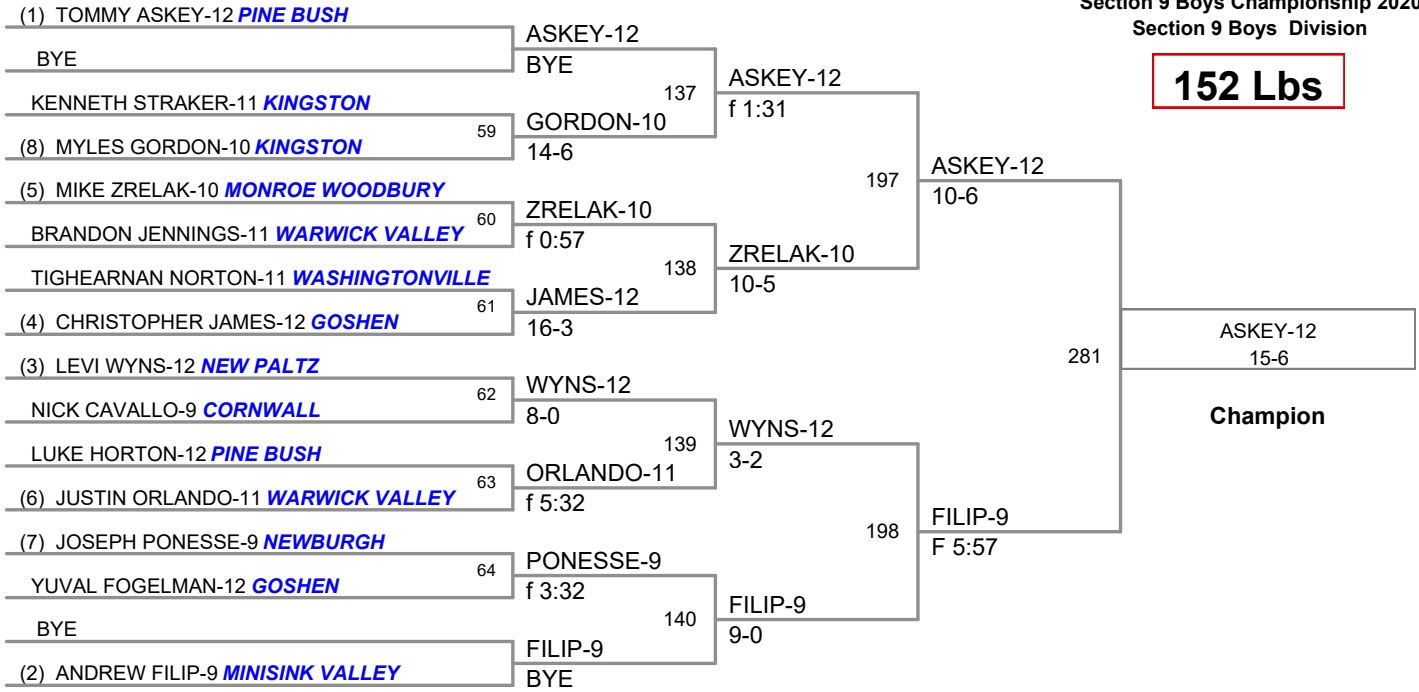 Section 9 Boys Championship 2020
Section 9 Boys Division
152 Lbs
(1) TOMMY ASKEY-12 PINE BUSH
BYE
KENNETH STRAKER-11 KINGSTON
(8) MYLES GORDON-10 KINGSTON
(5) MIKE ZRELAK-10 MONROE WOODBURY
BRANDON JENNINGS-11 WARWICK VALLEY
TIGHEARNAN NORTON-11 WASHINGTONVILLE
(4) CHRISTOPHER JAMES-12 GOSHEN
(3) LEVI WYNS-12 NEW PALTZ
NICK CAVALLO-9 CORNWALL
LUKE HORTON-12 PINE BUSH
(6) JUSTIN ORLANDO-11 WARWICK VALLEY
(7) JOSEPH PONESSE-9 NEWBURGH
YUVAL FOGELMAN-12 GOSHEN
BYE
(2) ANDREW FILIP-9 MINISINK VALLEY
59
60
61
62
63
64
ASKEY-12
BYE
GORDON-10
14-6
ZRELAK-10
f 0:57
JAMES-12
16-3
WYNS-12
8-0
ORLANDO-11
f 5:32
PONESSE-9
f 3:32
FILIP-9
BYE
137
138
139
140
ASKEY-12
f 1:31
ZRELAK-10
10-5
WYNS-12
3-2
FILIP-9
9-0
197
198
ASKEY-12
10-6
FILIP-9
F 5:57
281
ASKEY-12
15-6
Champion